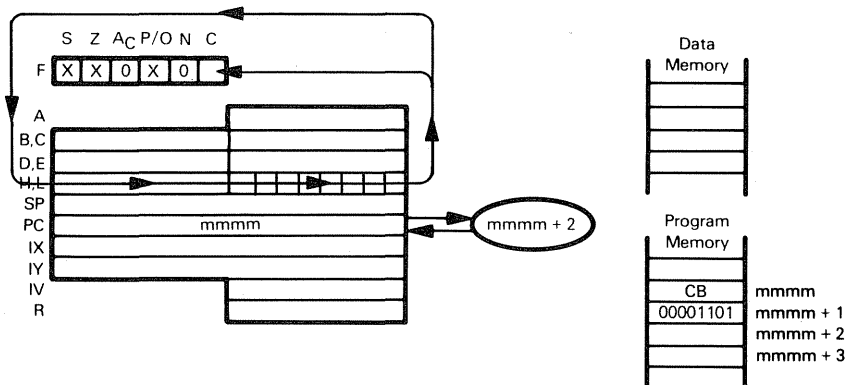 S Z AC P/O N C
F X X 0 X 0
A
B,C
D,E
H,L
SP
PC mmmm
IX
IY
IV
R
mmmm + 2
Data
Memory
Program
Memory
CB mmmm
00001101 mmmm + 1
mmmm + 2
mmmm + 3